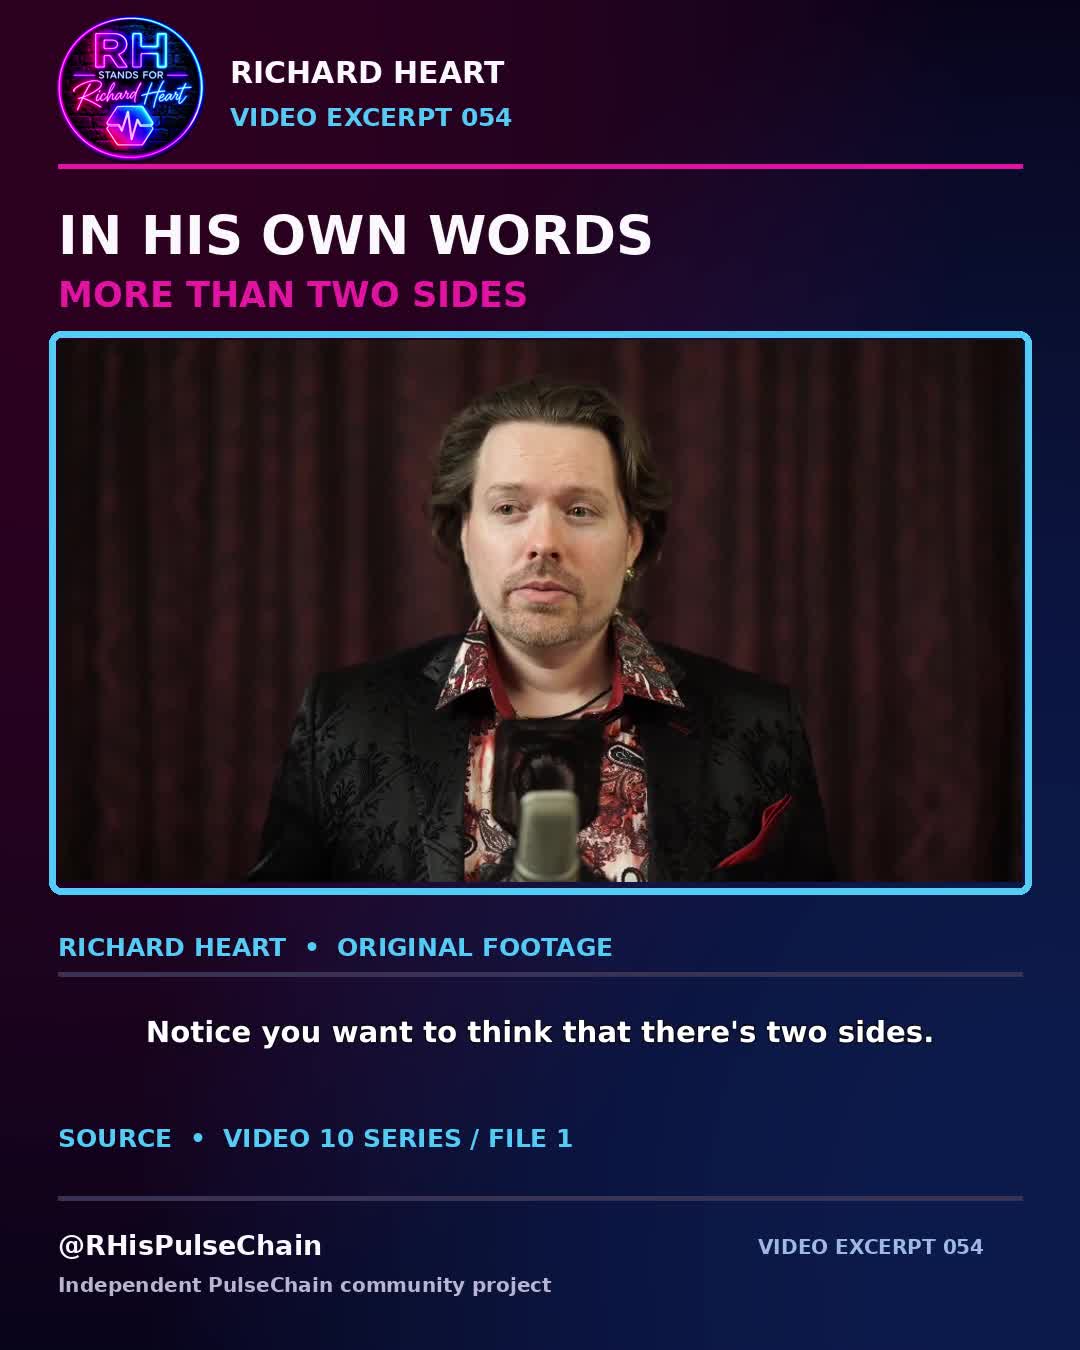 RH
STANDS FOR
Richard Heart
RICHARD HEART
VIDEO EXCERPT 054
IN HIS OWN WORDS
MORE THAN TWO SIDES
RICHARD HEART • ORIGINAL FOOTAGE
Notice you want to think that there's two sides.
SOURCE • VIDEO 10 SERIES / FILE 1
@RHisPulseChain
VIDEO EXCERPT 054
Independent PulseChain community project